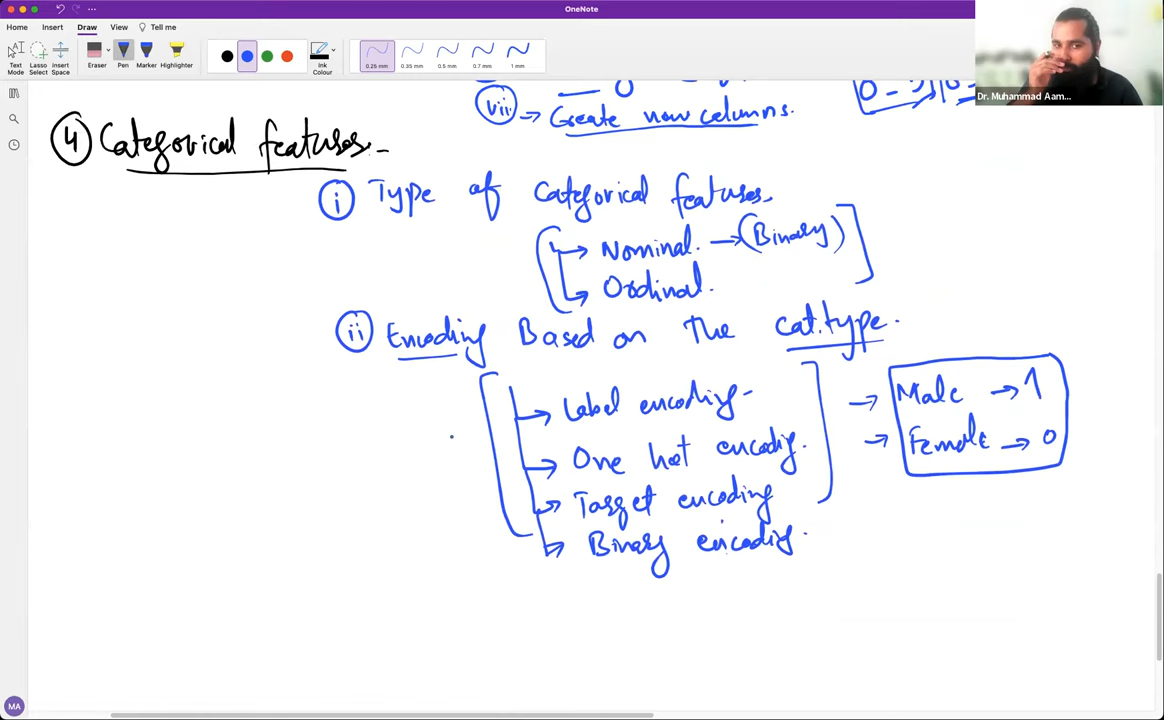 OneNote
Home Insert Draw View Tell me
Text Mode
Lasso Select
Insert Space
Eraser
Pen
Marker
Highlighter
Ink Colour
0.25 mm
0.35 mm
0.5 mm
0.7 mm
1 mm
Dr. Muhammad Aam...
vii → Create new columns.
4 Categorical features:-
i Type of categorical features.
→ Nominal. → (Binary)
→ Ordinal.
ii Encoding Based on The cat.type.
→ Label encoding -
→ Male → 1
→ One hot encoding.
→ Female → 0
→ Target encoding
→ Binary encoding.
MA